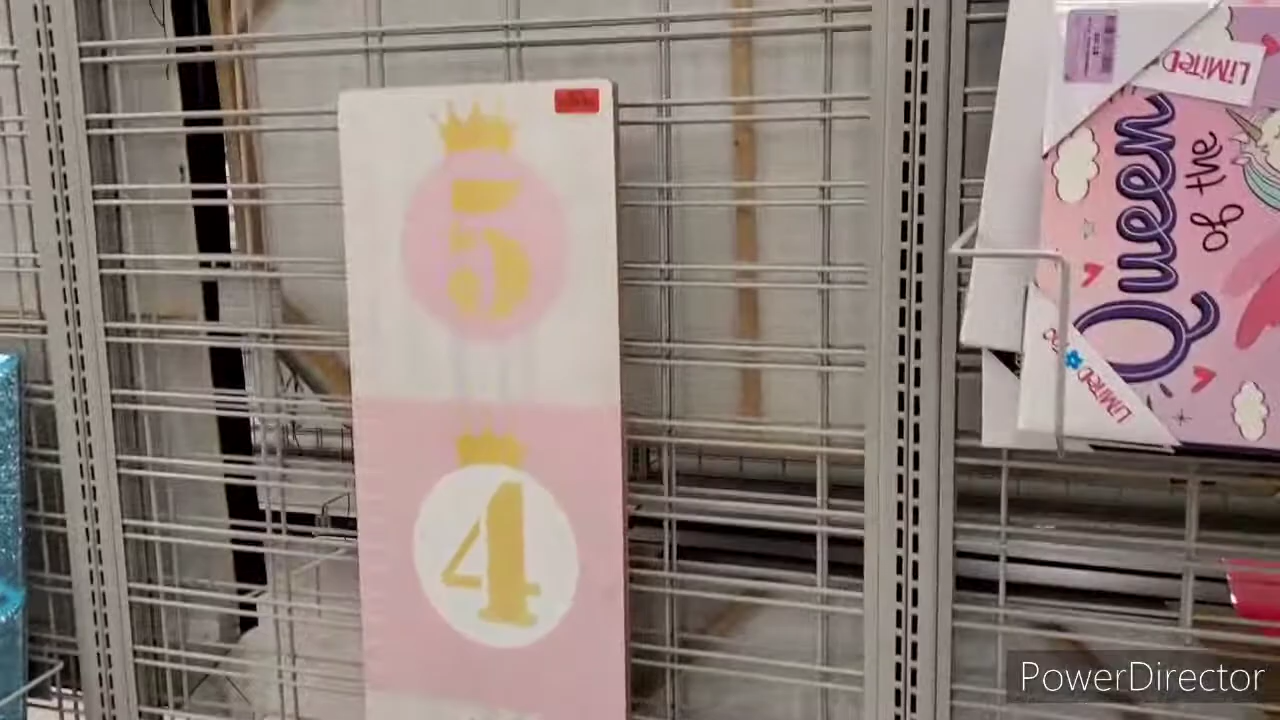 5
4
LiMiTeD
Queen
of the
LiMiTeD
PowerDirector